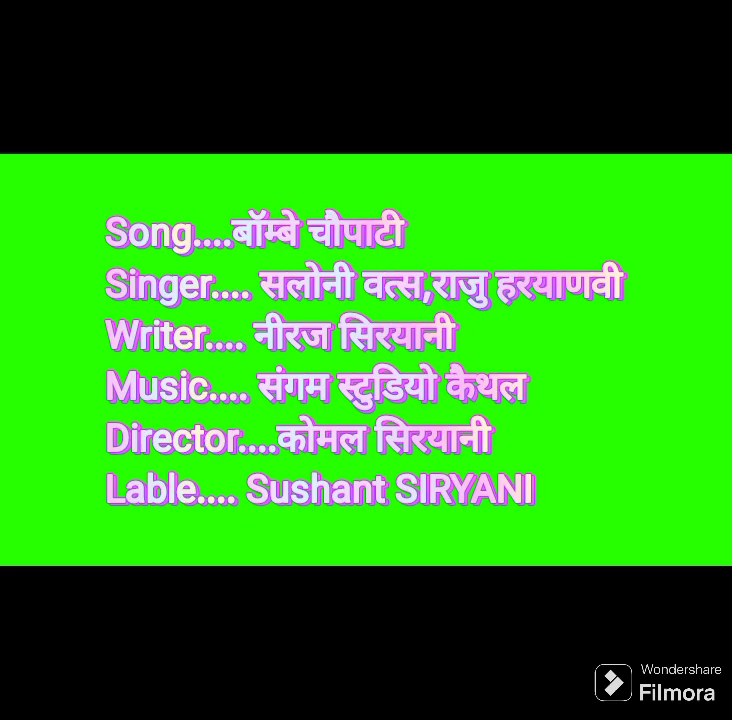 Song....बॉम्बे चौपाटी
Singer.... सलोनी वत्स,राजु हरयाणवी
Writer.... नीरज सिरयानी
Music.... संगम स्टुडियो कैथल
Director....कोमल सिरयानी
Lable.... Sushant SIRYANI
Wondershare
Filmora